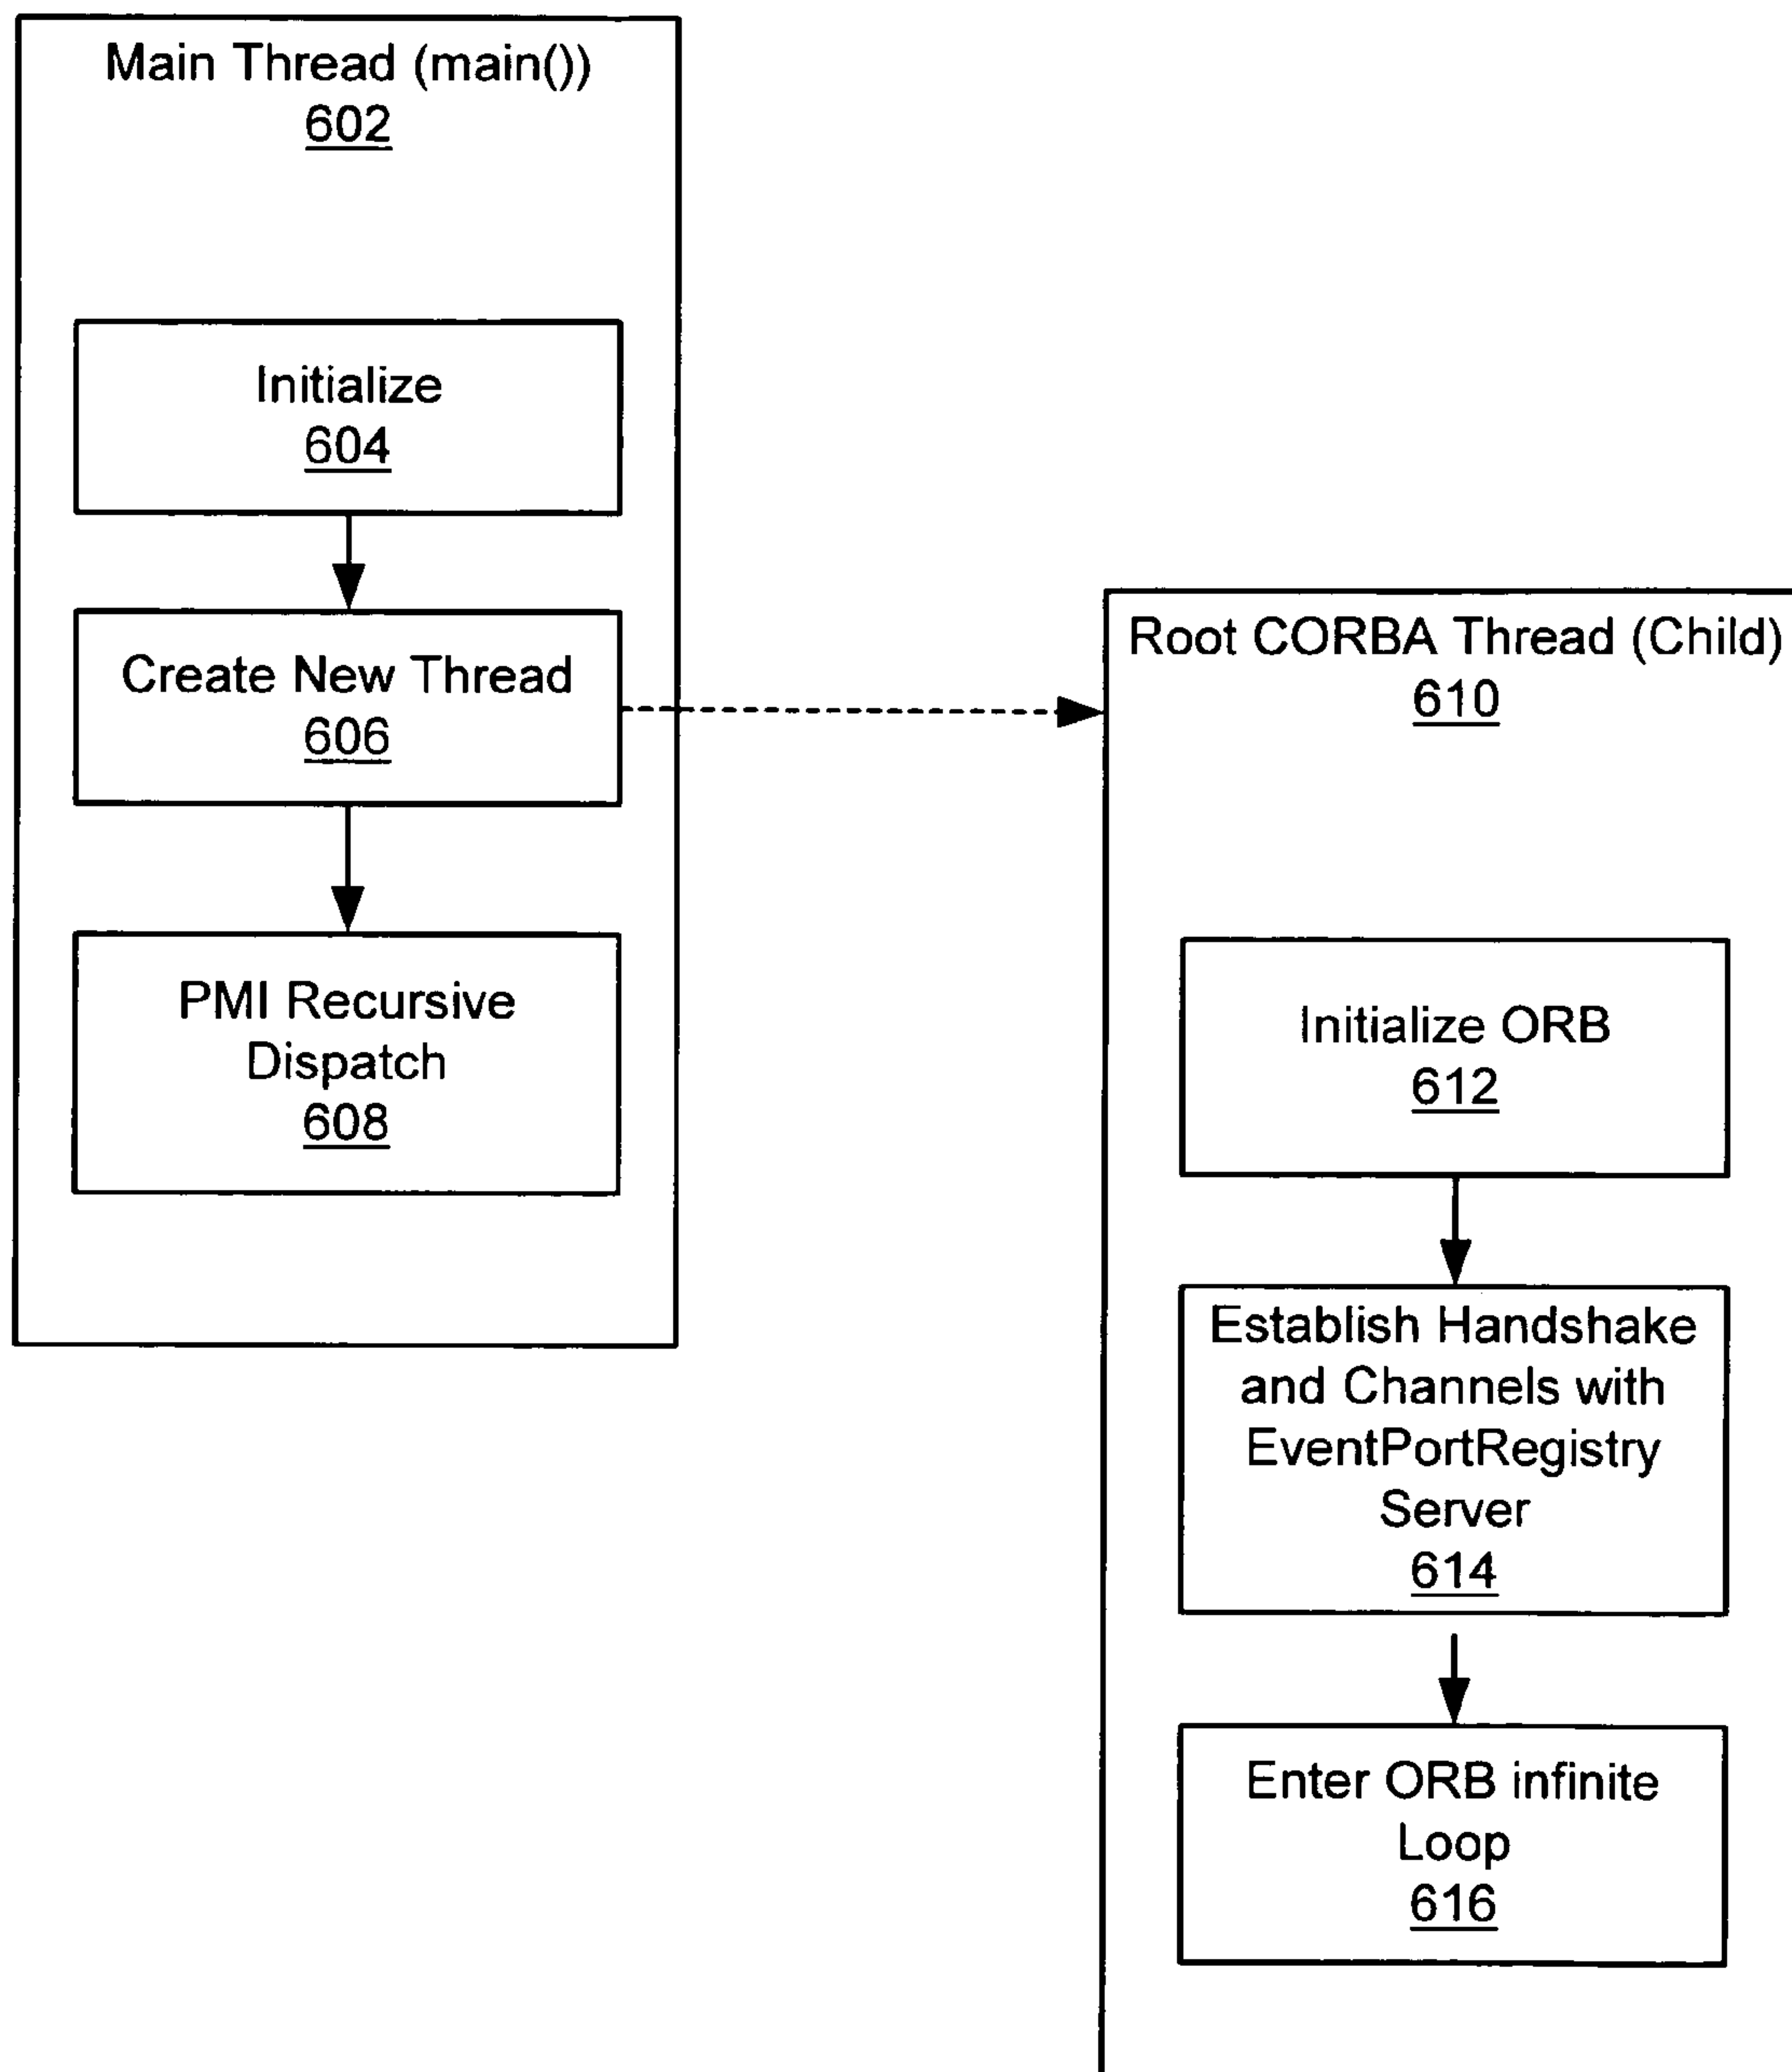 Main Thread (main())
602
Initialize
604
Create New Thread
606
PMI Recursive
Dispatch
608
Root CORBA Thread (Child)
610
Initialize ORB
612
Establish Handshake
and Channels with
EventPortRegistry
Server
614
Enter ORB infinite
Loop
616